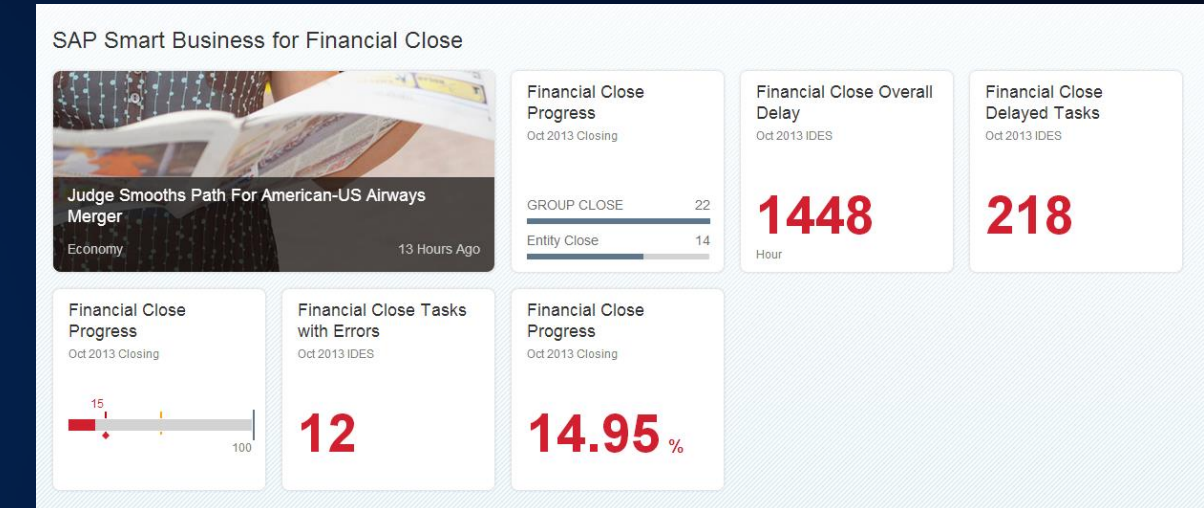 SAP Smart Business for Financial Close
Judge Smooths Path For American-US Airways
Merger
Economy
13 Hours Ago
Financial Close
Progress
Oct 2013 Closing
GROUP CLOSE 22
Entity Close 14
Financial Close Overall
Delay
Oct 2013 IDES
1448
Hour
Financial Close
Delayed Tasks
Oct 2013 IDES
218
Financial Close
Progress
Oct 2013 Closing
15
100
Financial Close Tasks
with Errors
Oct 2013 IDES
12
Financial Close
Progress
Oct 2013 Closing
14.95 %